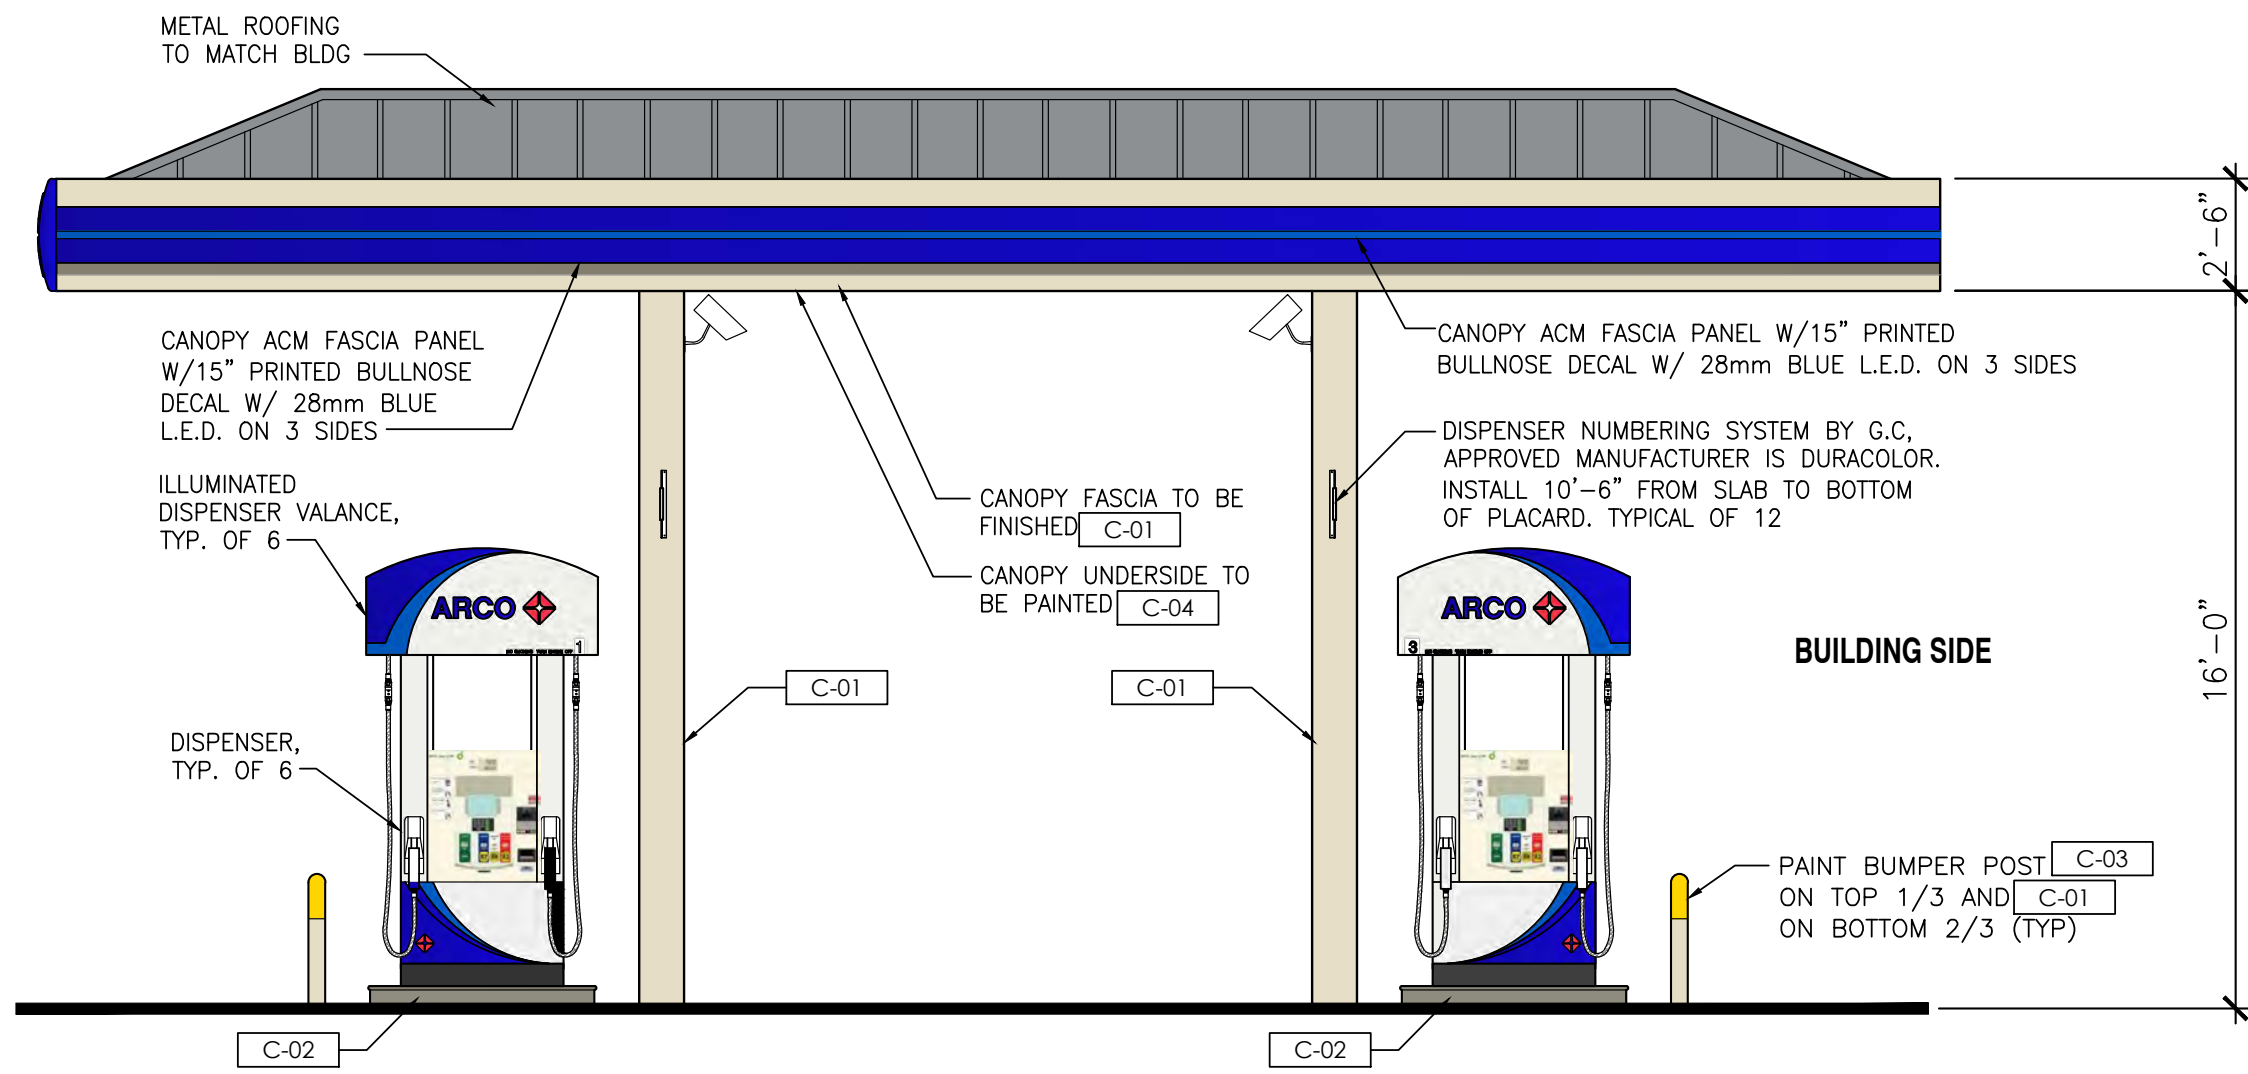 METAL ROOFING
TO MATCH BLDG
2'-6"
CANOPY ACM FASCIA PANEL
W/15" PRINTED BULLNOSE
DECAL W/ 28mm BLUE
L.E.D. ON 3 SIDES
CANOPY ACM FASCIA PANEL W/15" PRINTED
BULLNOSE DECAL W/ 28mm BLUE L.E.D. ON 3 SIDES
DISPENSER NUMBERING SYSTEM BY G.C,
APPROVED MANUFACTURER IS DURACOLOR.
INSTALL 10'-6" FROM SLAB TO BOTTOM
OF PLACARD. TYPICAL OF 12
ILLUMINATED
DISPENSER VALANCE,
TYP. OF 6
CANOPY FASCIA TO BE
FINISHED C-01
CANOPY UNDERSIDE TO
BE PAINTED C-04
ARCO
1
ARCO
3
BUILDING SIDE
16'-0"
C-01
C-01
DISPENSER,
TYP. OF 6
PAINT BUMPER POST C-03
ON TOP 1/3 AND C-01
ON BOTTOM 2/3 (TYP)
C-02
C-02